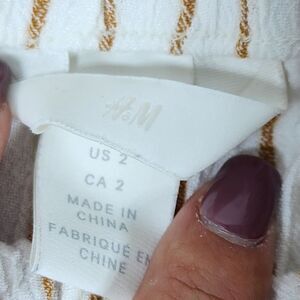 H&M
US 2
CA 2
MADE IN
CHINA
FABRIQUÉ EN
CHINE